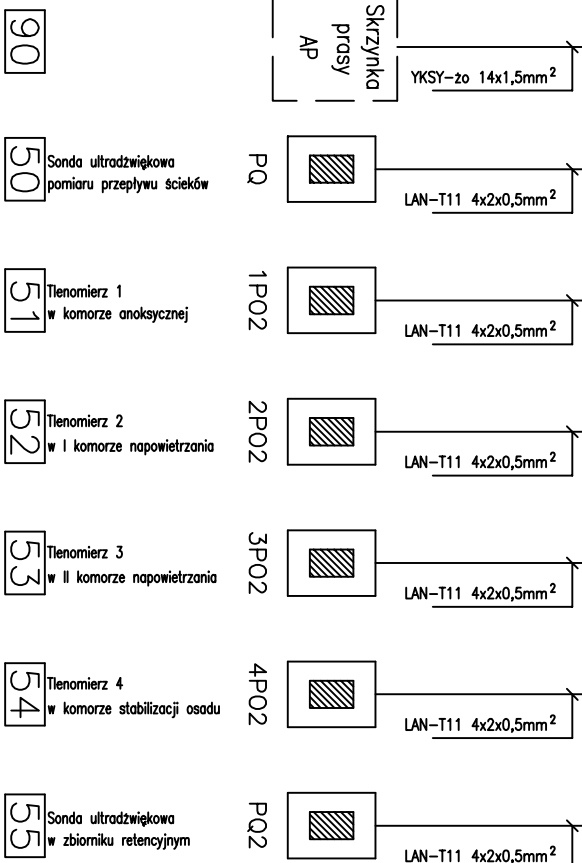 90
Skrzynka
prasy
AP
YKSY-żo 14x1,5mm²
50
Sonda ultradźwiękowa
pomiaru przepływu ścieków
PQ
LAN-T11 4x2x0,5mm²
51
Tlenomierz 1
w komorze anoksycznej
1PO2
LAN-T11 4x2x0,5mm²
52
Tlenomierz 2
w I komorze napowietrzania
2PO2
LAN-T11 4x2x0,5mm²
53
Tlenomierz 3
w II komorze napowietrzania
3PO2
LAN-T11 4x2x0,5mm²
54
Tlenomierz 4
w komorze stabilizacji osadu
4PO2
LAN-T11 4x2x0,5mm²
55
Sonda ultradźwiękowa
w zbiorniku retencyjnym
PQ2
LAN-T11 4x2x0,5mm²